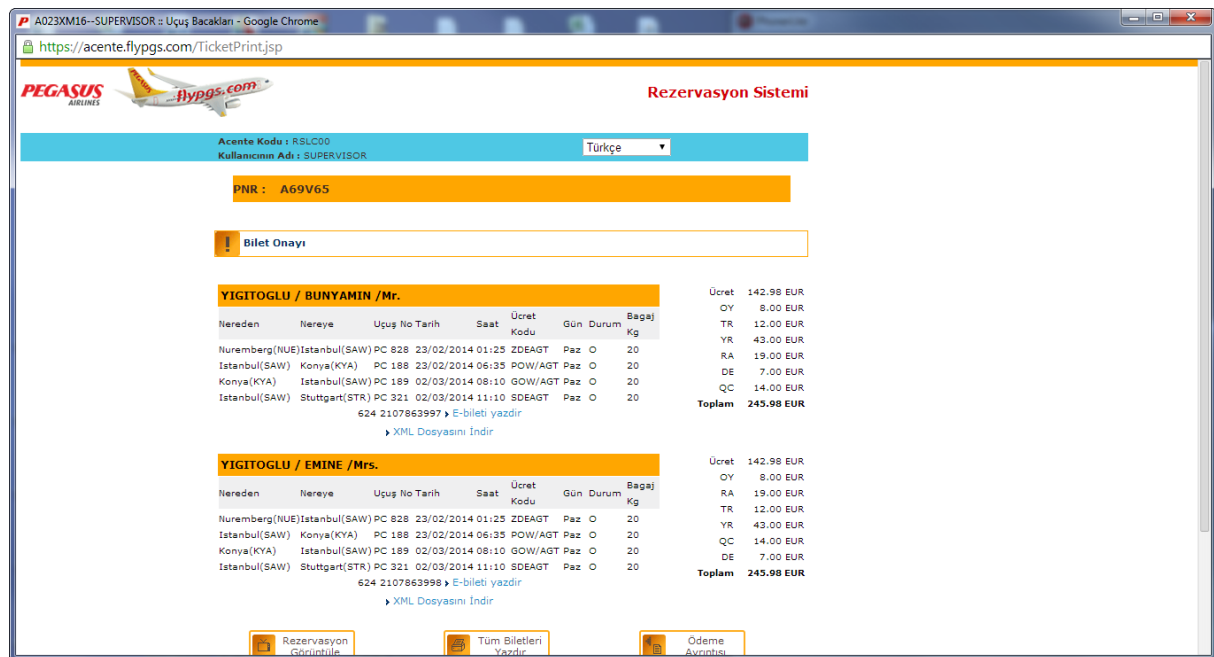 A023XM16--SUPERVISOR :: Uçuş Bacakları - Google Chrome
https://acente.flypgs.com/TicketPrint.jsp
PEGASUS
AIRLINES
flypgs.com
Rezervasyon Sistemi
Acente Kodu : RSLC00
Kullanıcının Adı : SUPERVISOR
Türkçe
PNR : A69V65
Bilet Onayı
YIGITOGLU / BUNYAMIN /Mr.
Nereden Nereye Uçuş No Tarih Saat Ücret Kodu Gün Durum Bagaj Kg
Nuremberg(NUE) Istanbul(SAW) PC 828 23/02/2014 01:25 ZDEAGT Paz O 20
Istanbul(SAW) Konya(KYA) PC 188 23/02/2014 06:35 POW/AGT Paz O 20
Konya(KYA) Istanbul(SAW) PC 189 02/03/2014 08:10 GOW/AGT Paz O 20
Istanbul(SAW) Stuttgart(STR) PC 321 02/03/2014 11:10 SDEAGT Paz O 20
624 2107863997 E-bileti yazdir
XML Dosyasını İndir
Ücret 142.98 EUR
OY 8.00 EUR
TR 12.00 EUR
YR 43.00 EUR
RA 19.00 EUR
DE 7.00 EUR
QC 14.00 EUR
Toplam 245.98 EUR
YIGITOGLU / EMINE /Mrs.
Nereden Nereye Uçuş No Tarih Saat Ücret Kodu Gün Durum Bagaj Kg
Nuremberg(NUE) Istanbul(SAW) PC 828 23/02/2014 01:25 ZDEAGT Paz O 20
Istanbul(SAW) Konya(KYA) PC 188 23/02/2014 06:35 POW/AGT Paz O 20
Konya(KYA) Istanbul(SAW) PC 189 02/03/2014 08:10 GOW/AGT Paz O 20
Istanbul(SAW) Stuttgart(STR) PC 321 02/03/2014 11:10 SDEAGT Paz O 20
624 2107863998 E-bileti yazdir
XML Dosyasını İndir
Ücret 142.98 EUR
OY 8.00 EUR
RA 19.00 EUR
TR 12.00 EUR
YR 43.00 EUR
QC 14.00 EUR
DE 7.00 EUR
Toplam 245.98 EUR
Rezervasyon
Görüntüle
Tüm Biletleri
Yazdır
Ödeme
Ayrıntısı